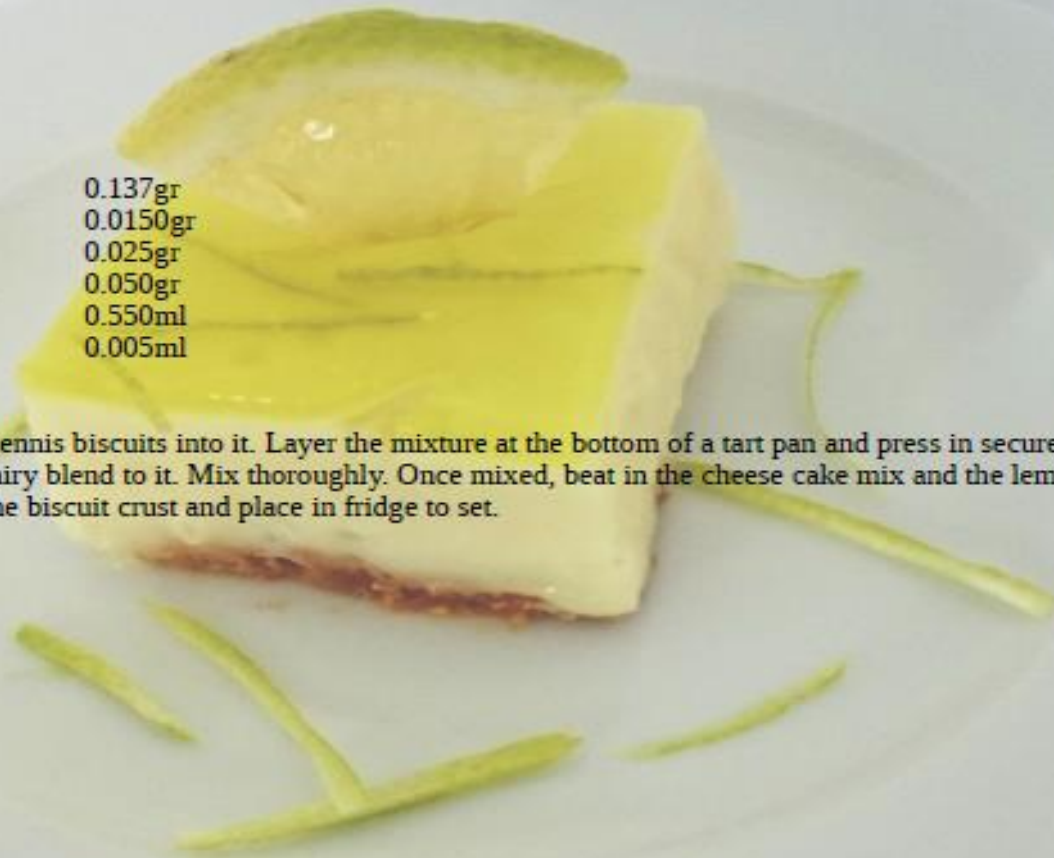 0.137gr
0.0150gr
0.025gr
0.050gr
0.550ml
0.005ml
ennis biscuits into it. Layer the mixture at the bottom of a tart pan and press in secure
iry blend to it. Mix thoroughly. Once mixed, beat in the cheese cake mix and the lem
e biscuit crust and place in fridge to set.